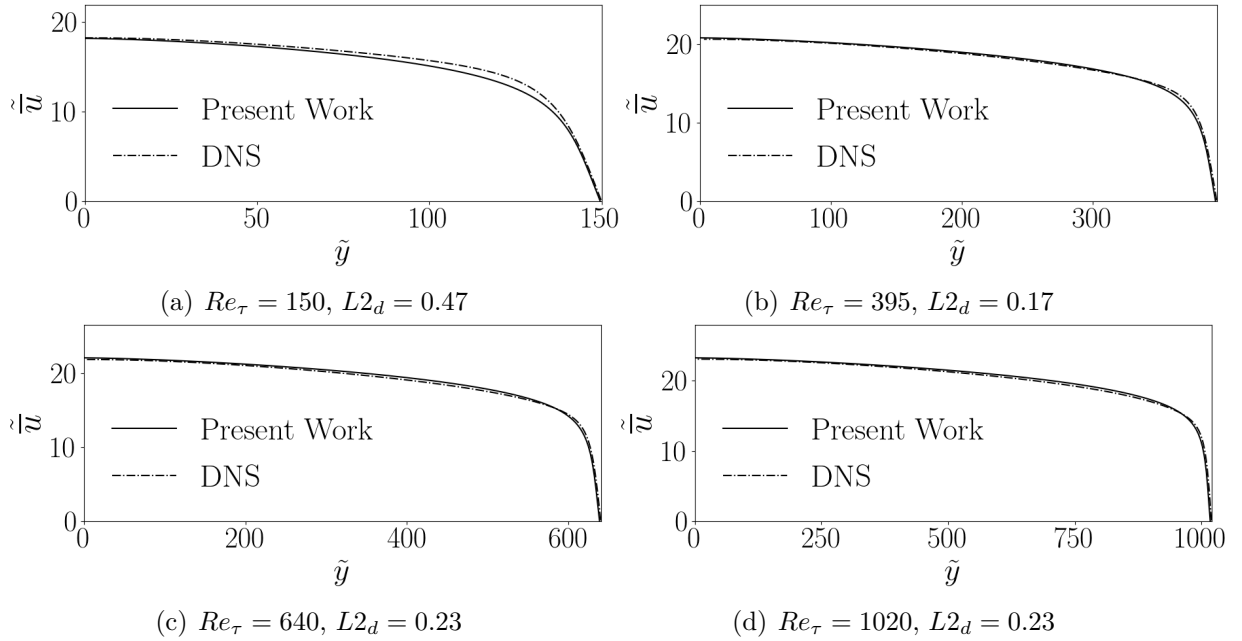 20
10
0
ũ̅
Present Work
DNS
0 50 100 150
ỹ
(a) Re_τ = 150, L2_d = 0.47
20
10
0
ũ̅
Present Work
DNS
0 100 200 300
ỹ
(b) Re_τ = 395, L2_d = 0.17
20
10
0
ũ̅
Present Work
DNS
0 200 400 600
ỹ
(c) Re_τ = 640, L2_d = 0.23
20
10
0
ũ̅
Present Work
DNS
0 250 500 750 1000
ỹ
(d) Re_τ = 1020, L2_d = 0.23